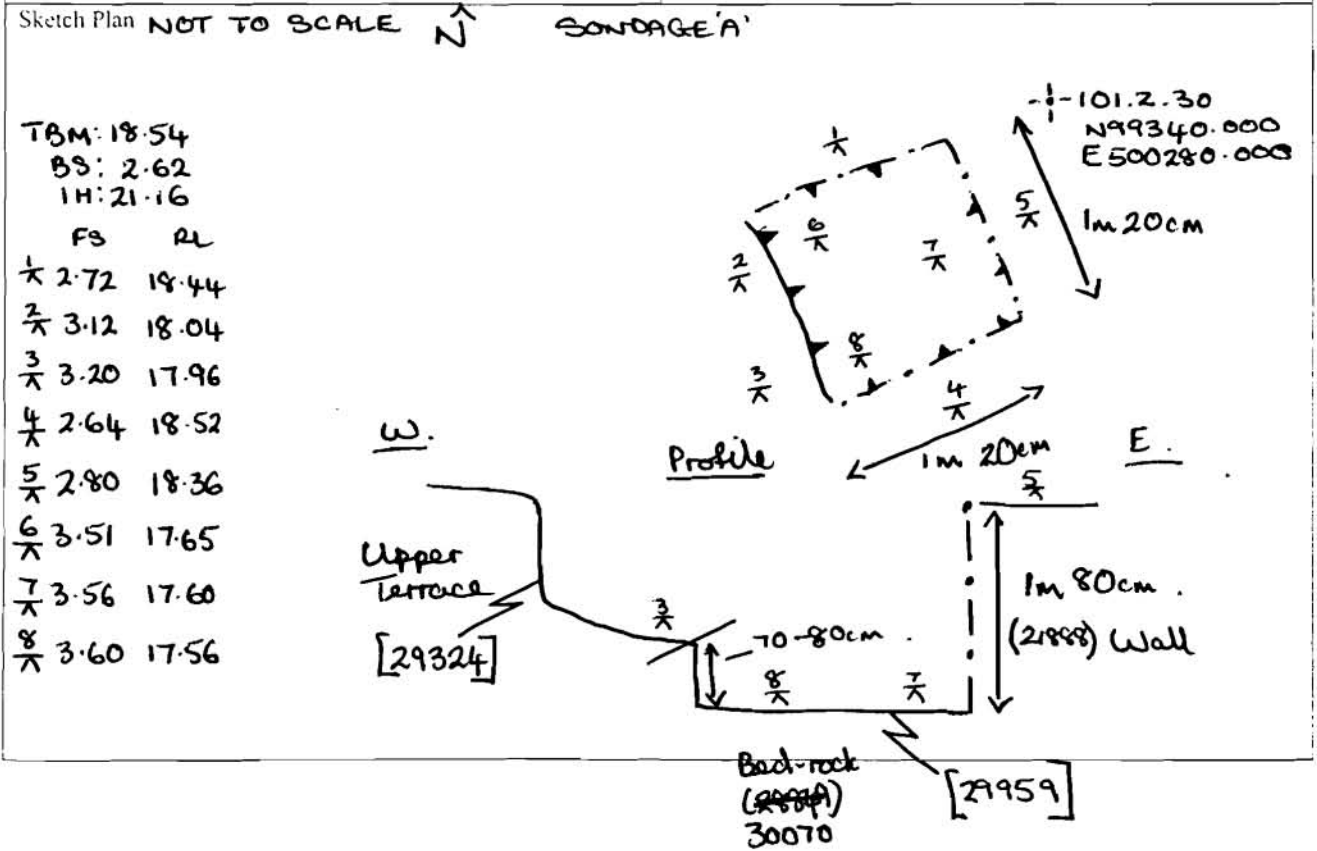 Sketch Plan NOT TO SCALE N SONDAGE 'A'
101.2.30
N99340.000
E500280.000
TBM: 18.54
BS: 2.62
IH: 21.16
FS RL
1 2.72 18.44
2 3.12 18.04
3 3.20 17.96
4 2.64 18.52
5 2.80 18.36
6 3.51 17.65
7 3.56 17.60
8 3.60 17.56
1
2
3
4
5
6
7
8
1m 20cm
1m 20cm
W.
Profile
E.
5
Upper
Terrace
[29324]
3
70-80cm.
8
7
1m 80cm.
(21888) Wall
Bed-rock
30070
[29959]